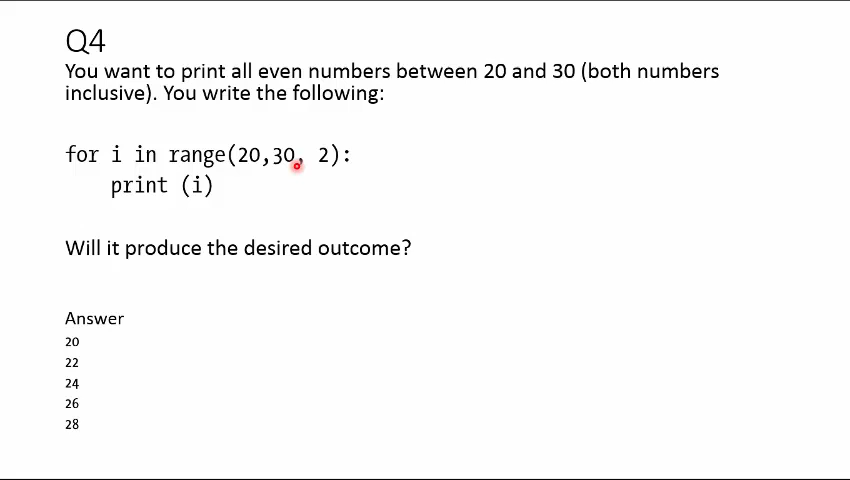 Q4
You want to print all even numbers between 20 and 30 (both numbers
inclusive). You write the following:
for i in range(20,30, 2):
    print (i)
Will it produce the desired outcome?
Answer
20
22
24
26
28